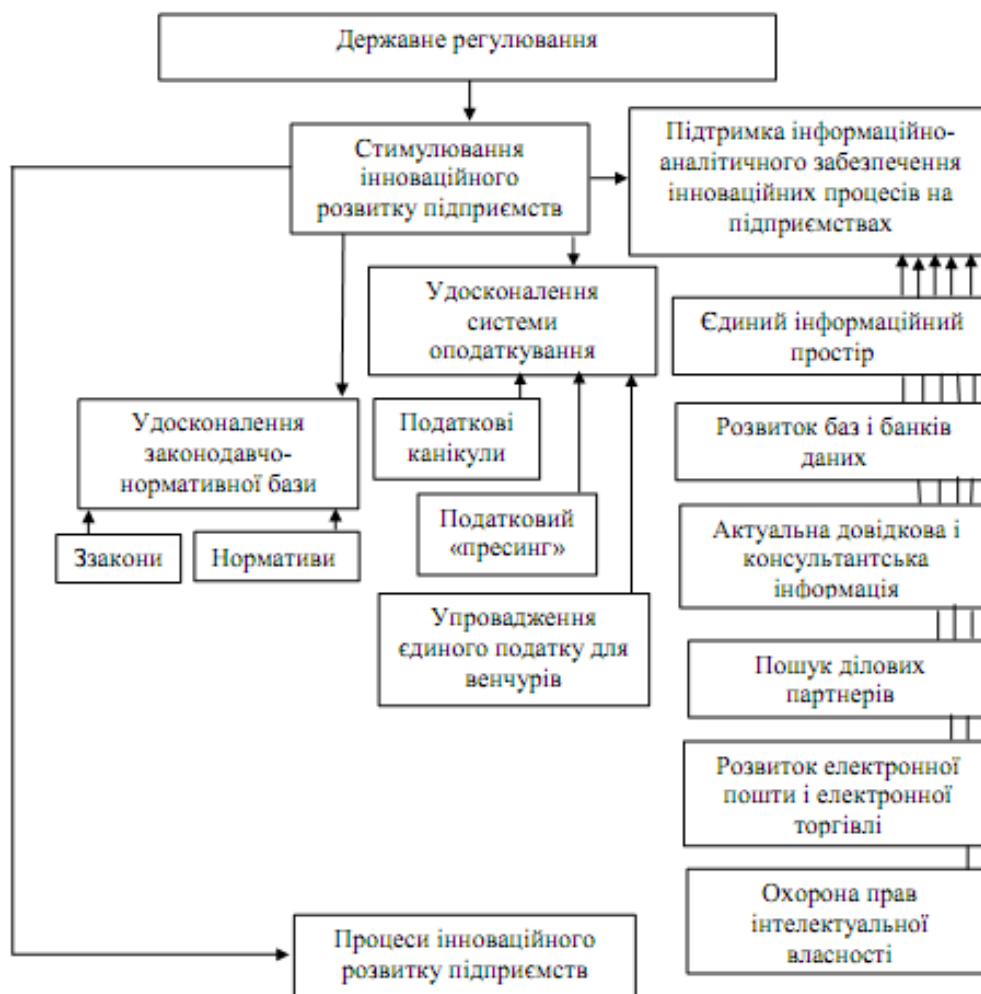 Державне регулювання
Стимулювання
інноваційного
розвитку підприємств
Підтримка інформаційно-
аналітичного забезпечення
інноваційних процесів на
підприємствах
Удосконалення
системи
оподаткування
Єдиний інформаційний
простір
Удосконалення
законодавчо-
нормативної бази
Податкові
канікули
Розвиток баз і банків
даних
Ззакони
Нормативи
Податковий
«пресинг»
Актуальна довідкова і
консультантська
інформація
Упровадження
єдиного податку для
венчурів
Пошук ділових
партнерів
Розвиток електронної
пошти і електронної
торгівлі
Охорона прав
інтелектуальної
власності
Процеси інноваційного
розвитку підприємств